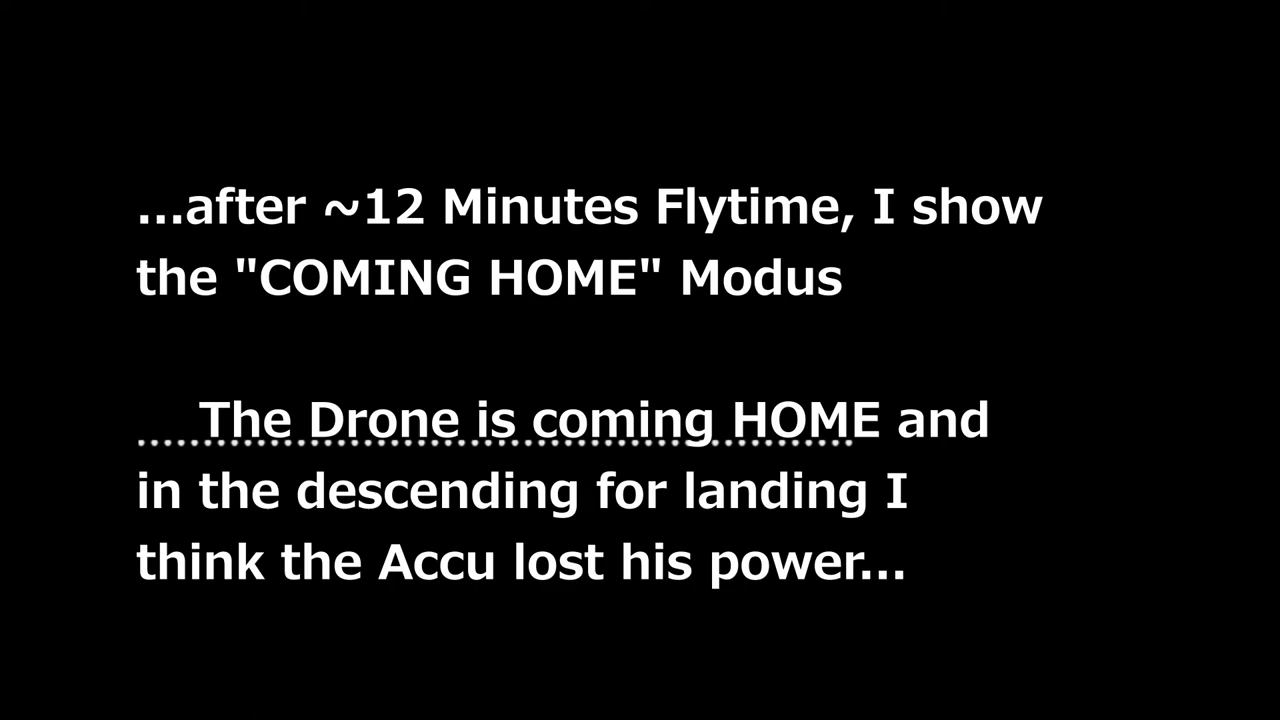 ...after ~12 Minutes Flytime, I show
the "COMING HOME" Modus
The Drone is coming HOME and
in the descending for landing I
think the Accu lost his power...